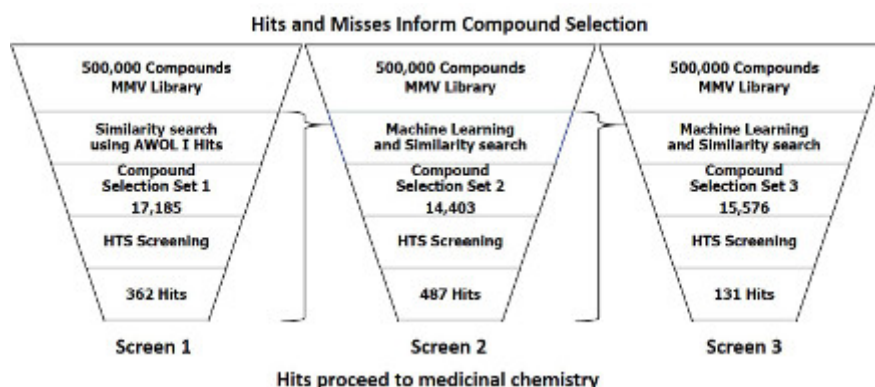 Hits and Misses Inform Compound Selection
500,000 Compounds
MMV Library
Similarity search
using AWOL I Hits
Compound
Selection Set 1
17,185
HTS Screening
362 Hits
Screen 1
500,000 Compounds
MMV Library
Machine Learning
and Similarity search
Compound
Selection Set 2
14,403
HTS Screening
487 Hits
Screen 2
500,000 Compounds
MMV Library
Machine Learning
and Similarity search
Compound
Selection Set 3
15,576
HTS Screening
131 Hits
Screen 3
Hits proceed to medicinal chemistry